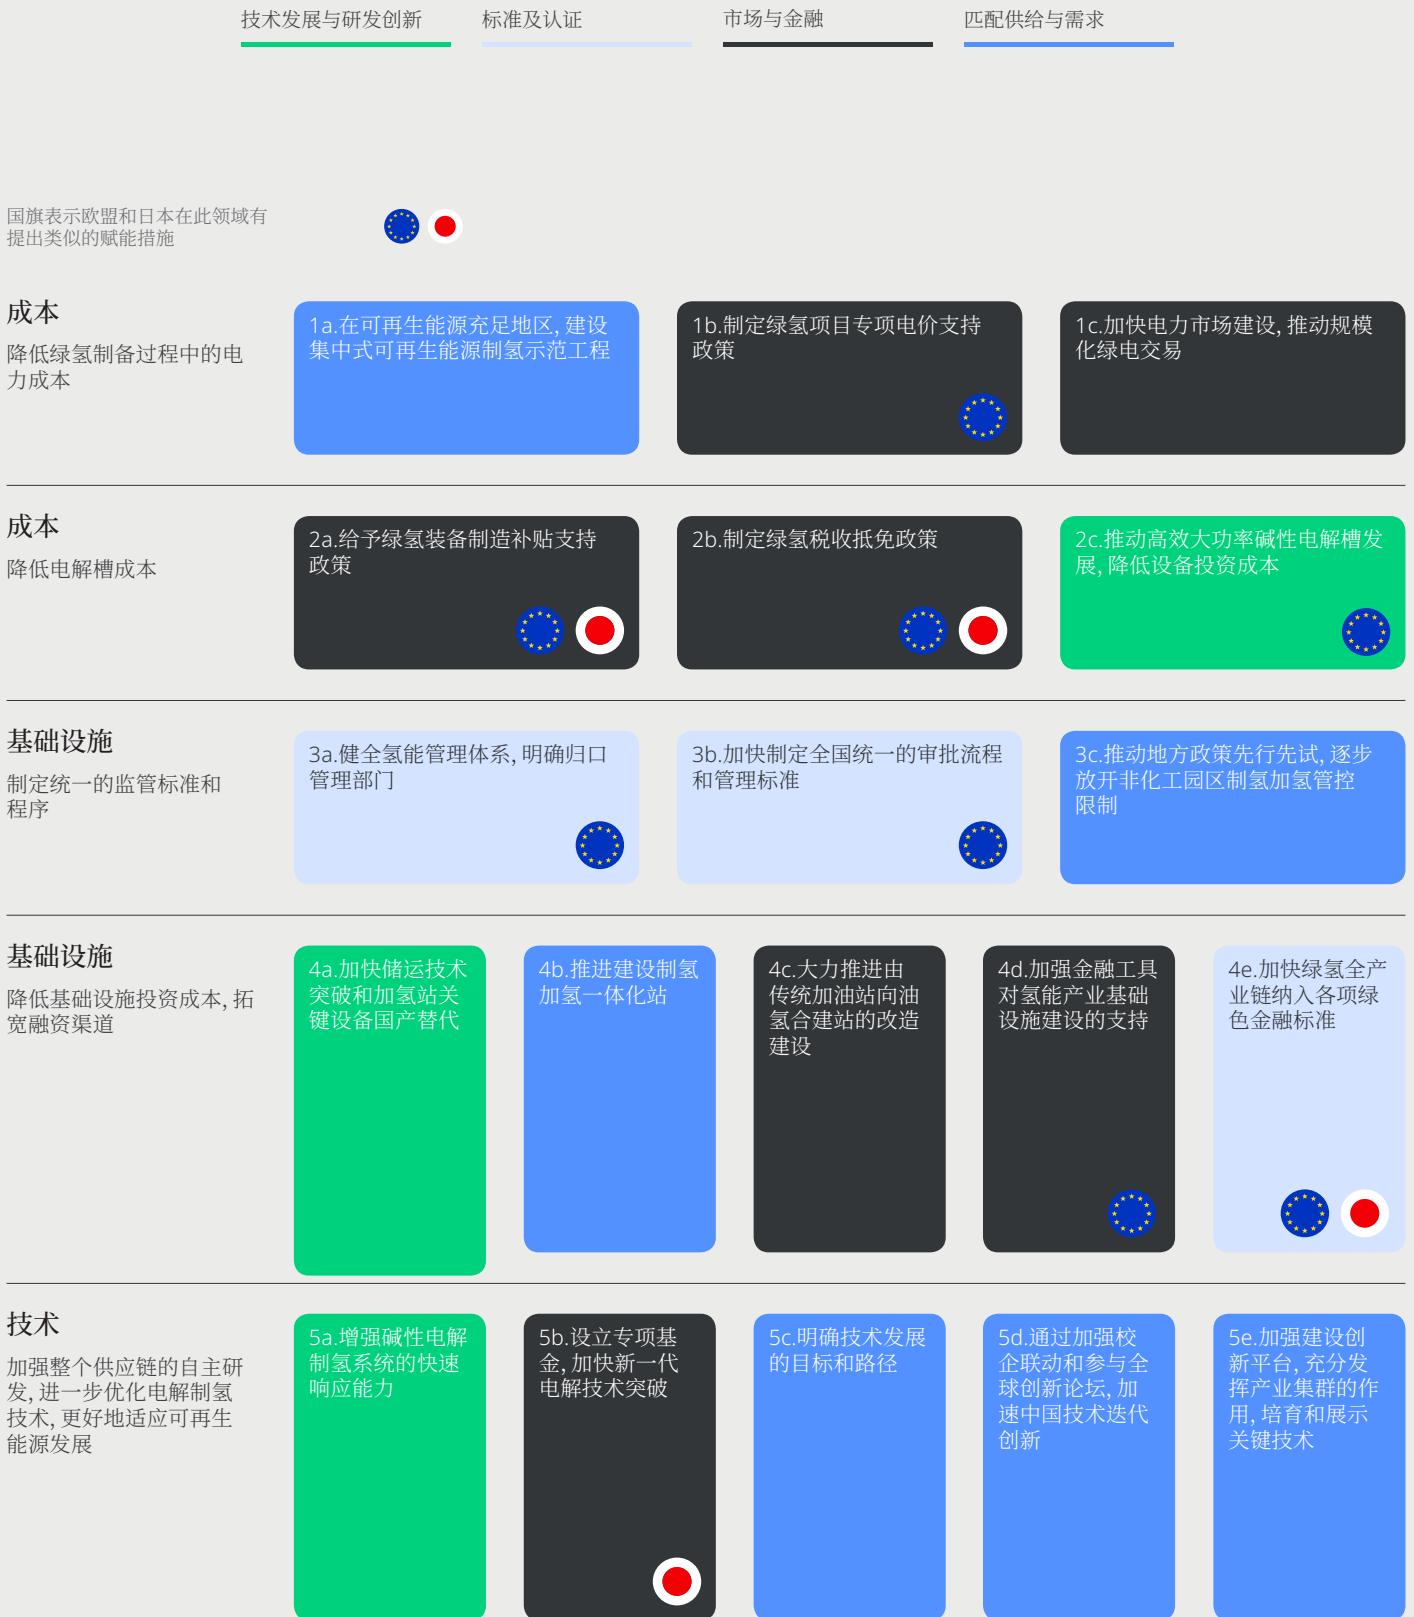 技术发展与研发创新
标准及认证
市场与金融
匹配供给与需求
国旗表示欧盟和日本在此领域有
提出类似的赋能措施
成本
降低绿氢制备过程中的电
力成本
1a.在可再生能源充足地区, 建设
集中式可再生能源制氢示范工程
1b.制定绿氢项目专项电价支持
政策
1c.加快电力市场建设, 推动规模
化绿电交易
成本
降低电解槽成本
2a.给予绿氢装备制造补贴支持
政策
2b.制定绿氢税收抵免政策
2c.推动高效大功率碱性电解槽发
展, 降低设备投资成本
基础设施
制定统一的监管标准和
程序
3a.健全氢能管理体系, 明确归口
管理部门
3b.加快制定全国统一的审批流程
和管理标准
3c.推动地方政策先行先试, 逐步
放开非化工园区制氢加氢管控
限制
基础设施
降低基础设施投资成本, 拓
宽融资渠道
4a.加快储运技术
突破和加氢站关
键设备国产替代
4b.推进建设制氢
加氢一体化站
4c.大力推进由
传统加油站向油
氢合建站的改造
建设
4d.加强金融工具
对氢能产业基础
设施建设的支持
4e.加快绿氢全产
业链纳入各项绿
色金融标准
技术
加强整个供应链的自主研
发, 进一步优化电解制氢
技术, 更好地适应可再生
能源发展
5a.增强碱性电解
制氢系统的快速
响应能力
5b.设立专项基
金, 加快新一代
电解技术突破
5c.明确技术发展
的目标和路径
5d.通过加强校
企联动和参与全
球创新论坛, 加
速中国技术迭代
创新
5e.加强建设创
新平台, 充分发
挥产业集群的作
用, 培育和展示
关键技术